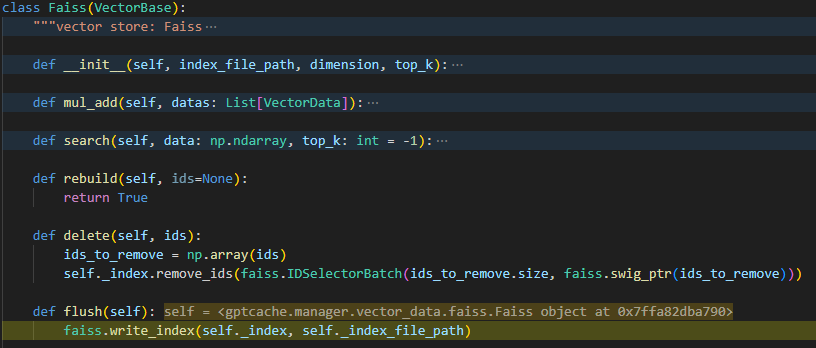 class Faiss(VectorBase):
    """vector store: Faiss…
    def __init__(self, index_file_path, dimension, top_k):…
    def mul_add(self, datas: List[VectorData]):…
    def search(self, data: np.ndarray, top_k: int = -1):…
    def rebuild(self, ids=None):
        return True
    def delete(self, ids):
        ids_to_remove = np.array(ids)
        self._index.remove_ids(faiss.IDSelectorBatch(ids_to_remove.size, faiss.swig_ptr(ids_to_remove)))
    def flush(self): self = <gptcache.manager.vector_data.faiss.Faiss object at 0x7ffa82dba790>
        faiss.write_index(self._index, self._index_file_path)